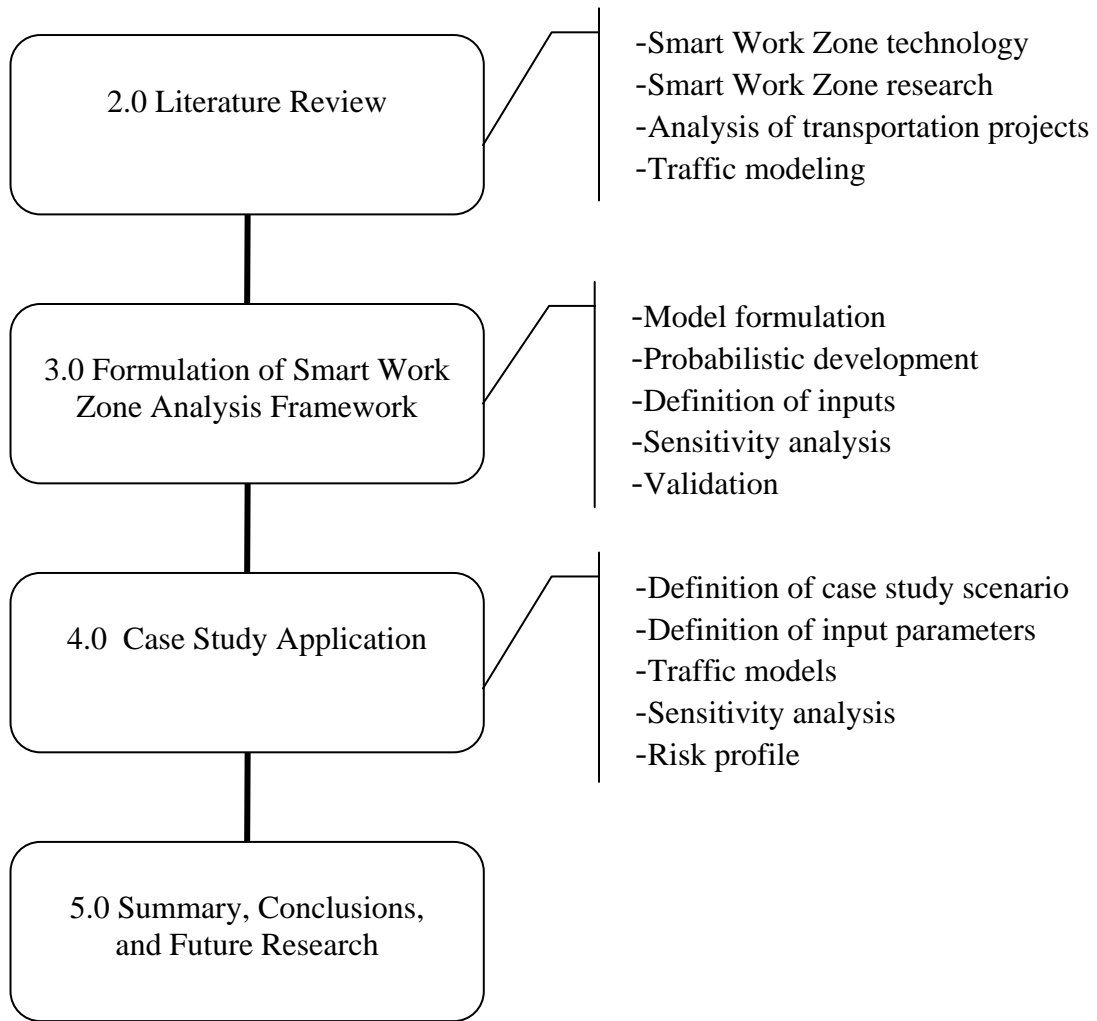 2.0 Literature Review
-Smart Work Zone technology
-Smart Work Zone research
-Analysis of transportation projects
-Traffic modeling
3.0 Formulation of Smart Work
Zone Analysis Framework
-Model formulation
-Probabilistic development
-Definition of inputs
-Sensitivity analysis
-Validation
4.0 Case Study Application
-Definition of case study scenario
-Definition of input parameters
-Traffic models
-Sensitivity analysis
-Risk profile
5.0 Summary, Conclusions,
and Future Research